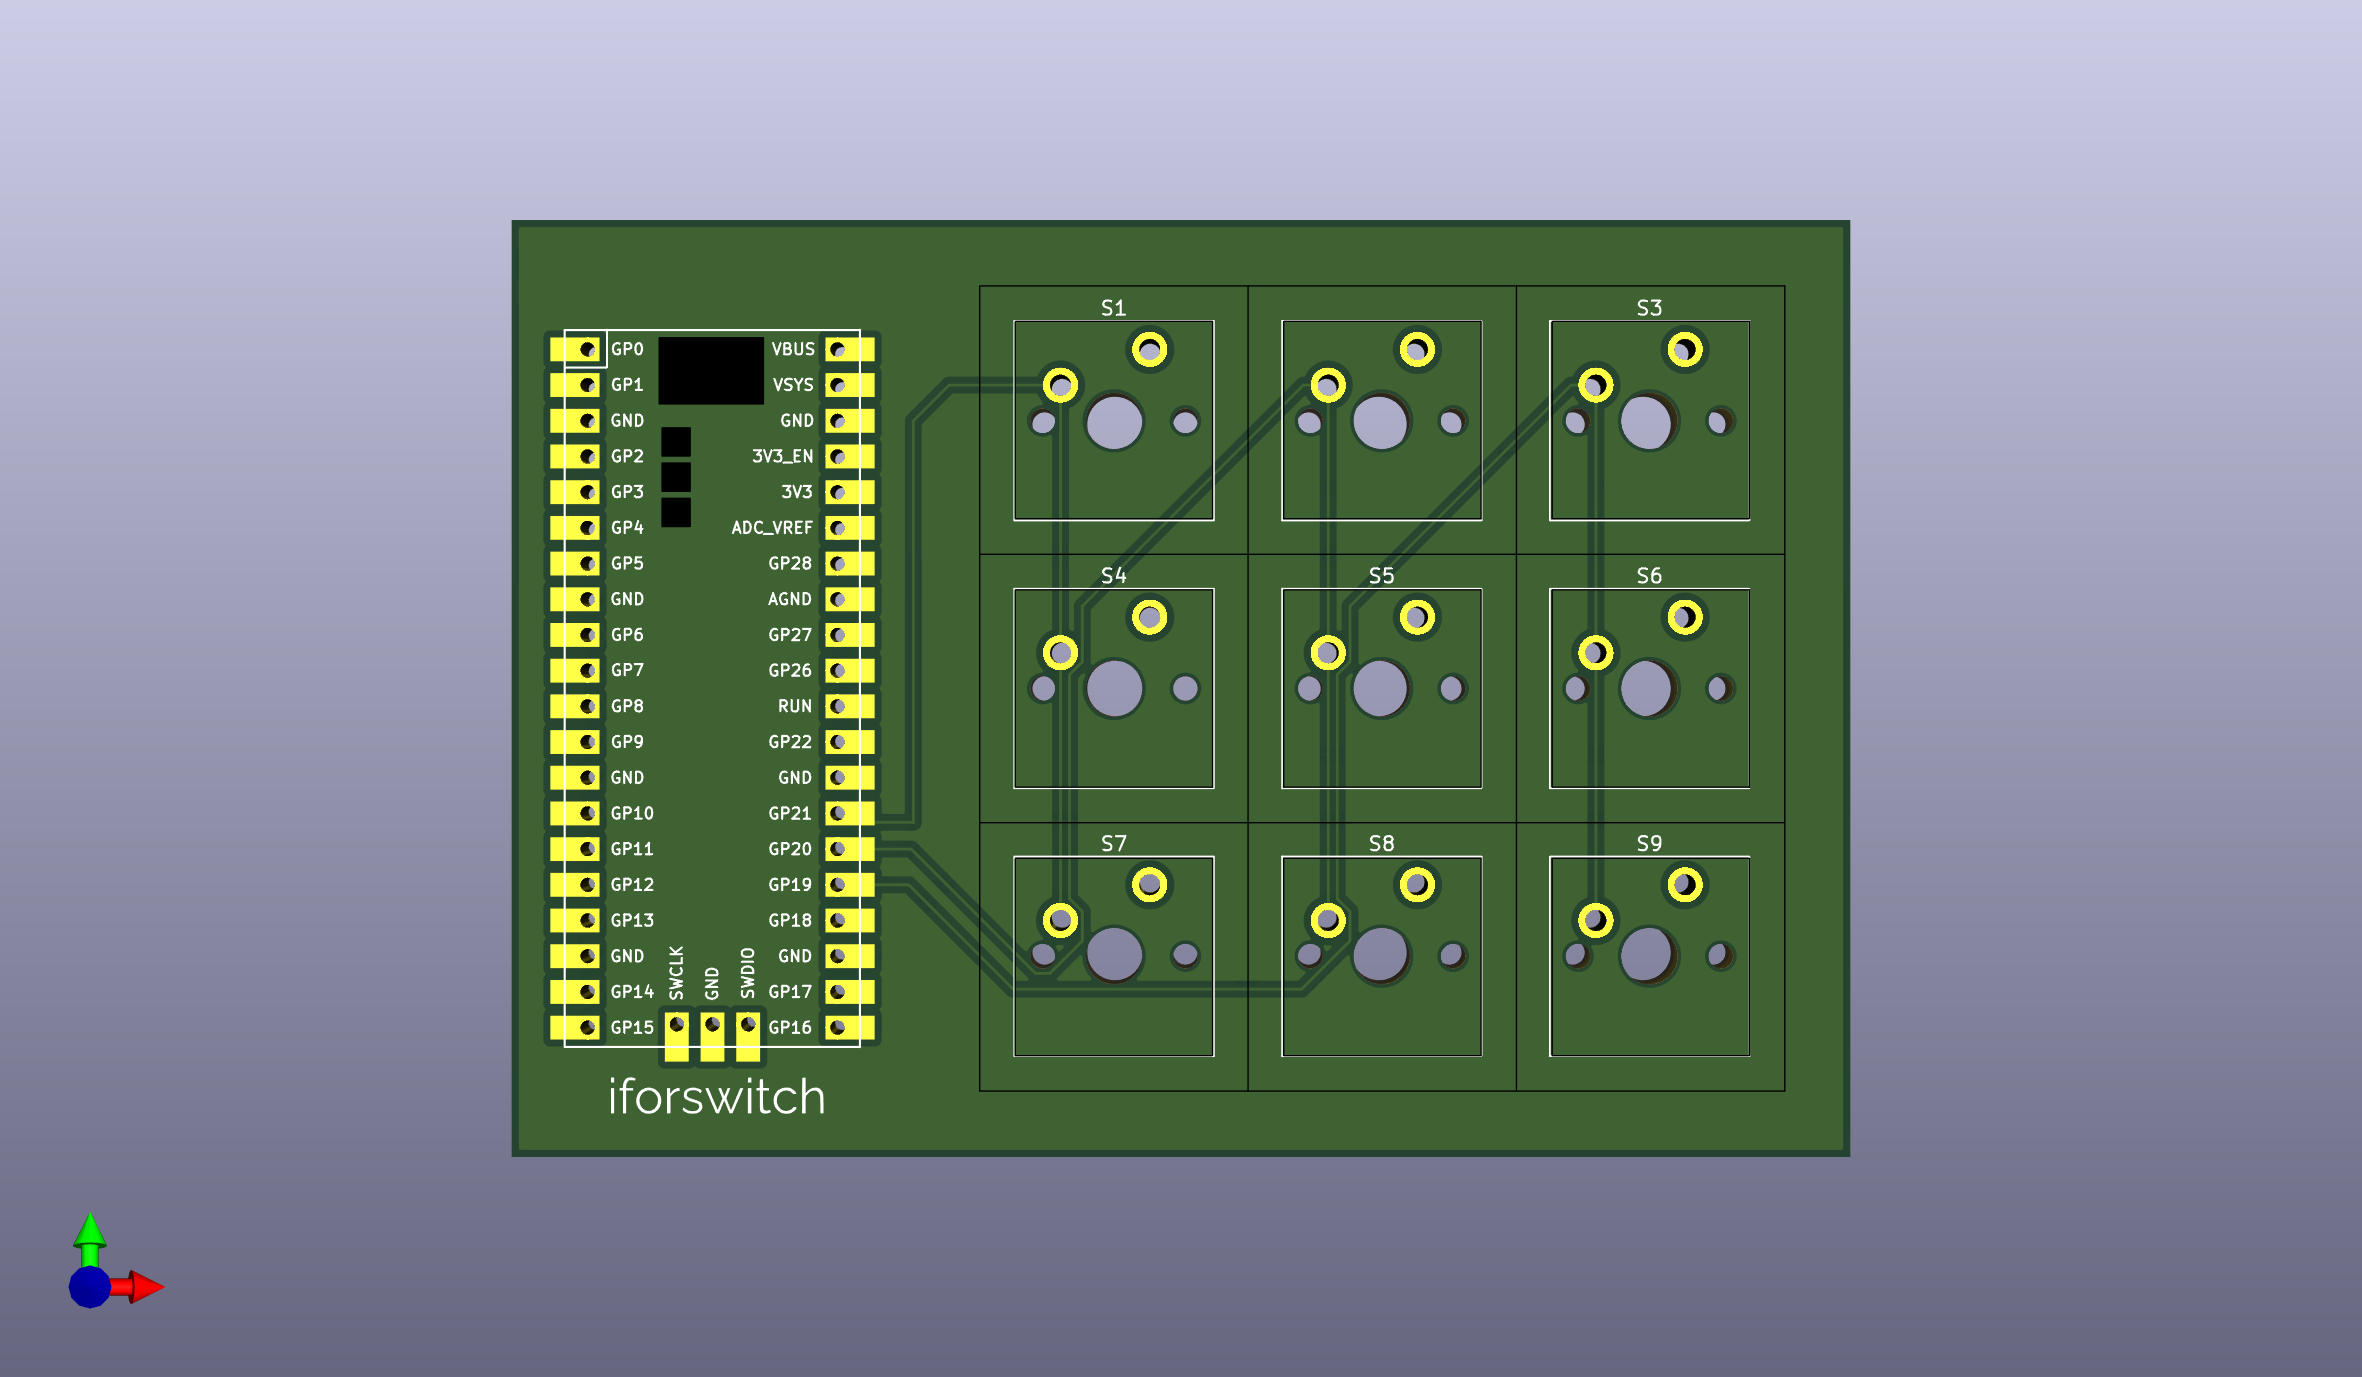 S1 S3
GP0 VBUS
GP1 VSYS
GND GND
GP2 3V3_EN
GP3 3V3
GP4 ADC_VREF
GP5 GP28
S4 S5 S6
GND AGND
GP6 GP27
GP7 GP26
GP8 RUN
GP9 GP22
GND GND
GP10 GP21
S7 S8 S9
GP11 GP20
GP12 GP19
GP13 GP18
GND GND
GP14 SWCLK GND SWDIO GP17
GP15 GP16
iforswitch